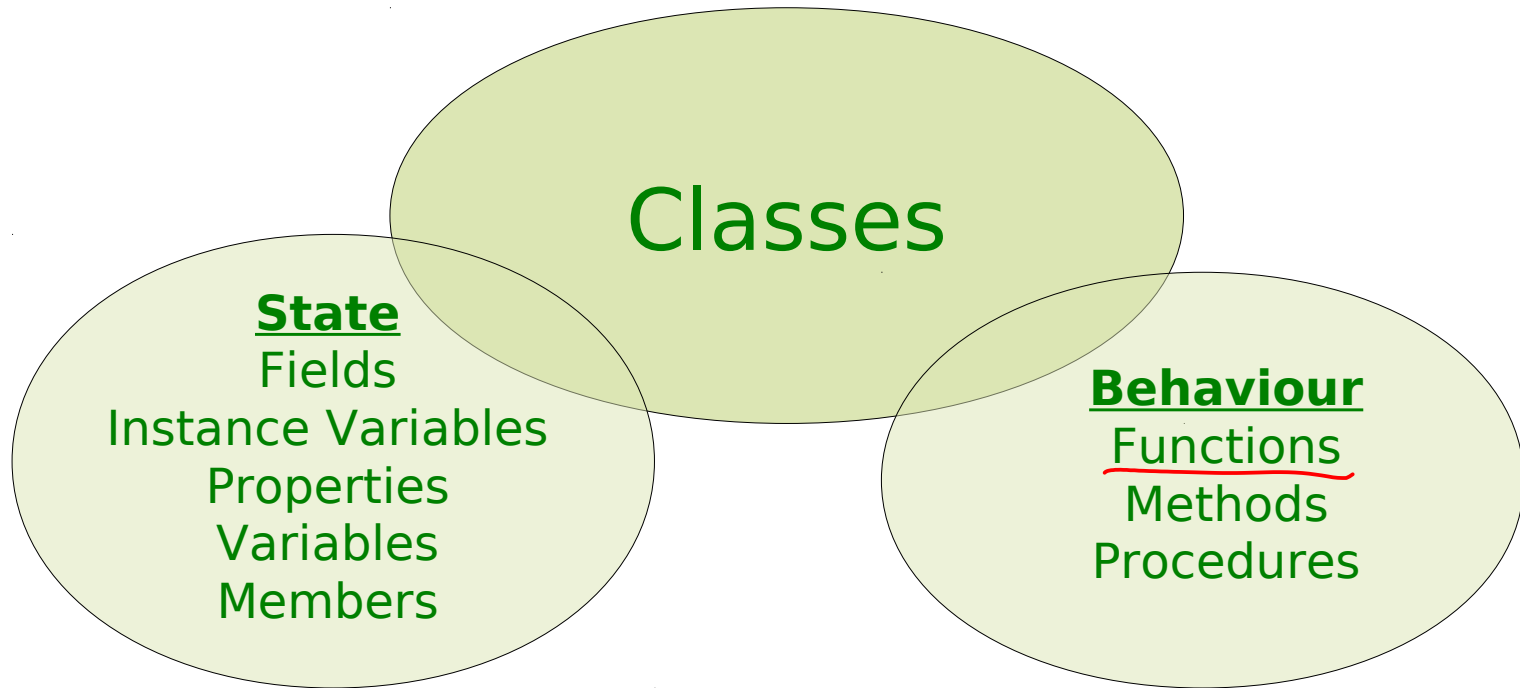 Classes
State
Fields
Instance Variables
Properties
Variables
Members
Behaviour
Functions
Methods
Procedures